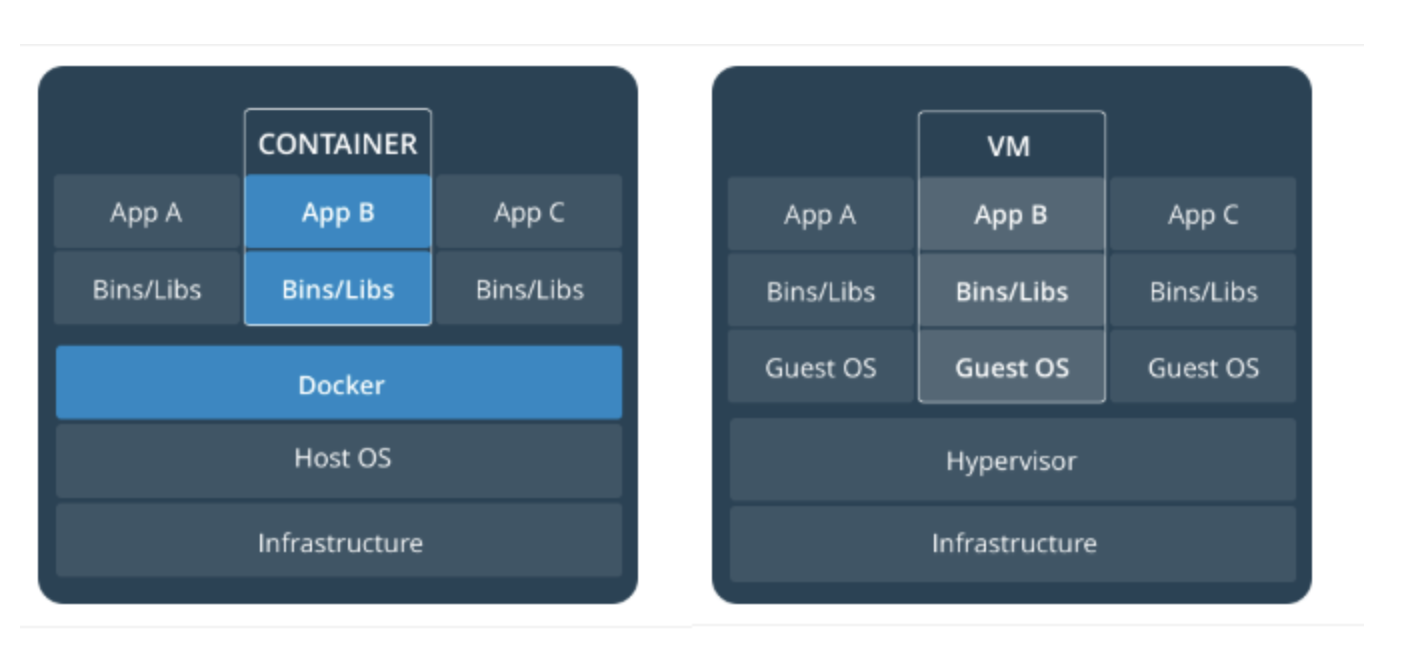 CONTAINER
App A
App B
App C
Bins/Libs
Bins/Libs
Bins/Libs
Docker
Host OS
Infrastructure
VM
App A
App B
App C
Bins/Libs
Bins/Libs
Bins/Libs
Guest OS
Guest OS
Guest OS
Hypervisor
Infrastructure